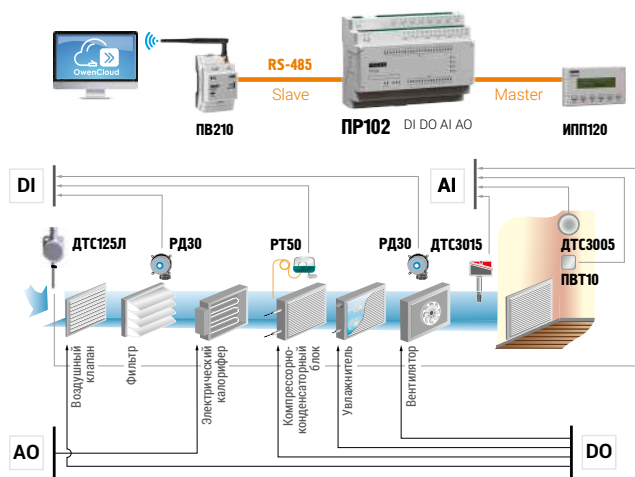 OwenCloud
RS-485
Slave
Master
ПВ210
ПР102 DI DO AI AO
ИПП120
DI
AI
ДТС125Л
РД30
РТ50
РД30
ДТС3015
ДТС3005
ПВТ10
Воздушный
клапан
Фильтр
Электрический
калорифер
Компрессорно-
конденсаторный
блок
Увлажнитель
Вентилятор
AO
DO